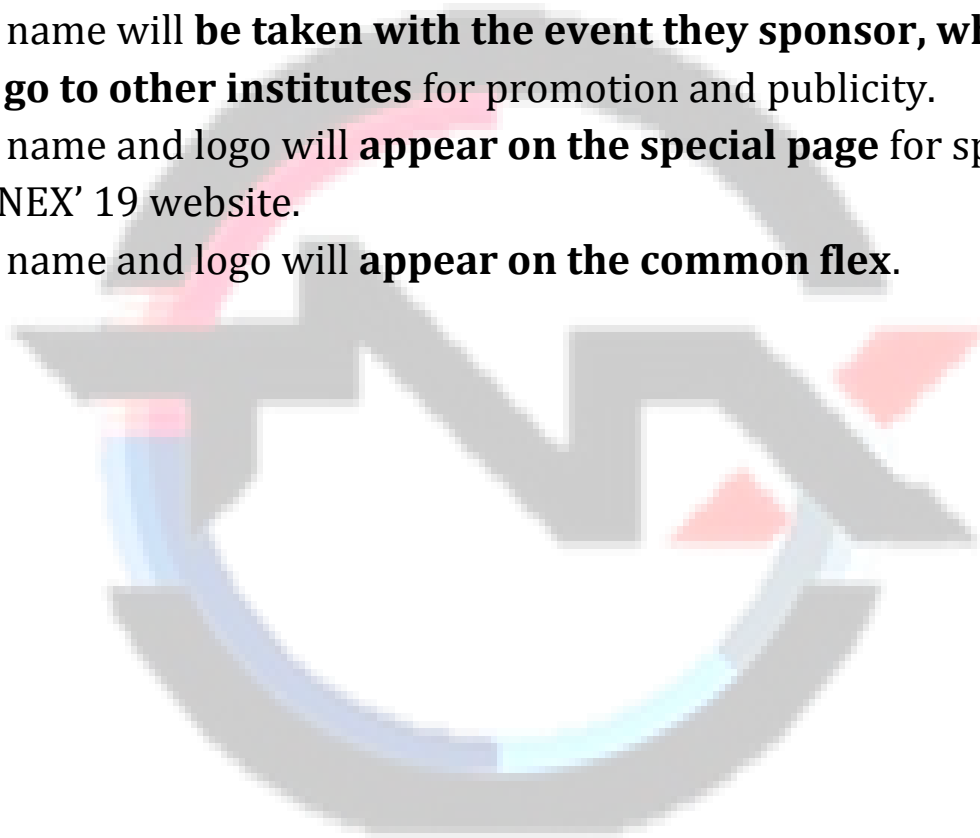 name will be taken with the event they sponsor, wh
go to other institutes for promotion and publicity.
name and logo will appear on the special page for sp
NEX’ 19 website.
name and logo will appear on the common flex.
TNX